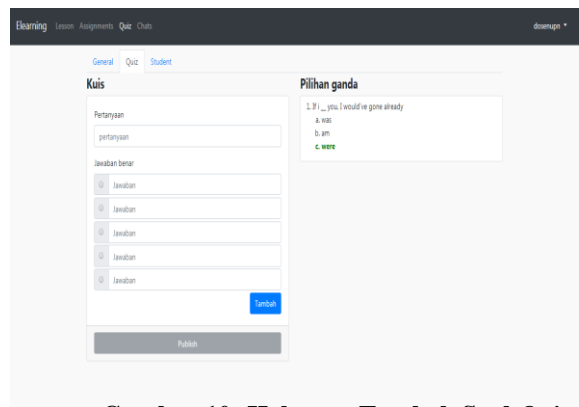 Elearning Lesson Assignments Quiz Chats dosenupn
General Quiz Student
Kuis
Pertanyaan
pertanyaan
Jawaban benar
Jawaban
Jawaban
Jawaban
Jawaban
Jawaban
Tambah
Publish
Pilihan ganda
1. If i __ you, I would've gone already
a. was
b. am
c. were